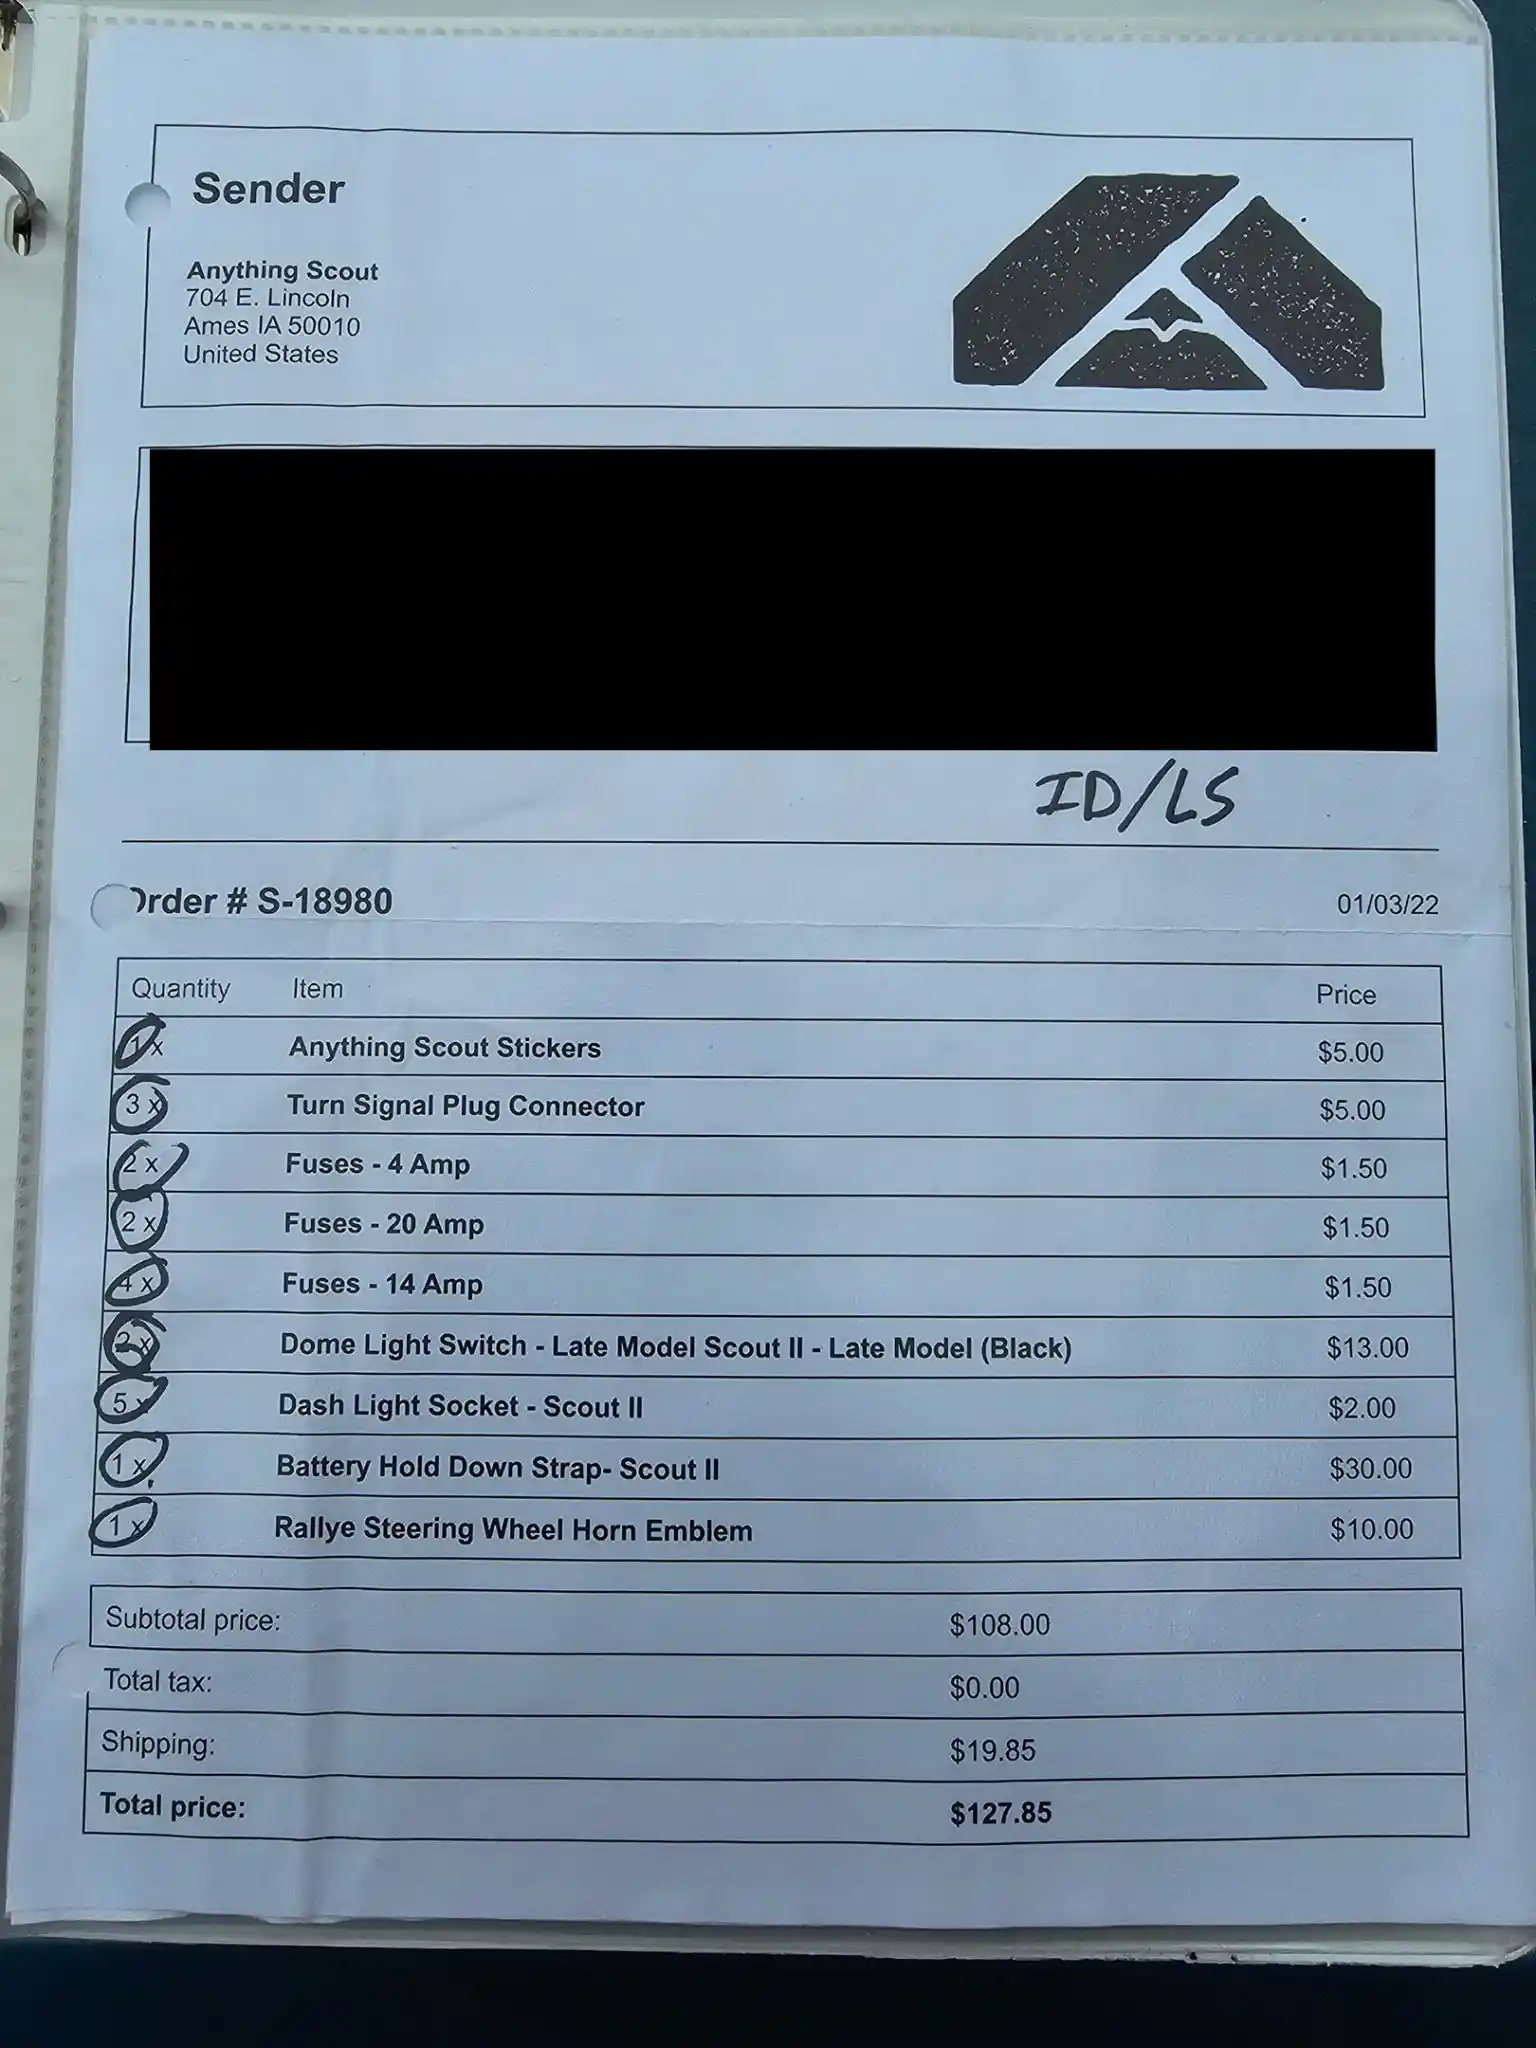 Sender
Anything Scout
704 E. Lincoln
Ames IA 50010
United States
ID/LS
Order # S-18980 01/03/22
Quantity Item Price
1 x Anything Scout Stickers $5.00
3 x Turn Signal Plug Connector $5.00
2 x Fuses - 4 Amp $1.50
2 x Fuses - 20 Amp $1.50
4 x Fuses - 14 Amp $1.50
2 x Dome Light Switch - Late Model Scout II - Late Model (Black) $13.00
5 x Dash Light Socket - Scout II $2.00
1 x Battery Hold Down Strap- Scout II $30.00
1 x Rallye Steering Wheel Horn Emblem $10.00
Subtotal price: $108.00
Total tax: $0.00
Shipping: $19.85
Total price: $127.85